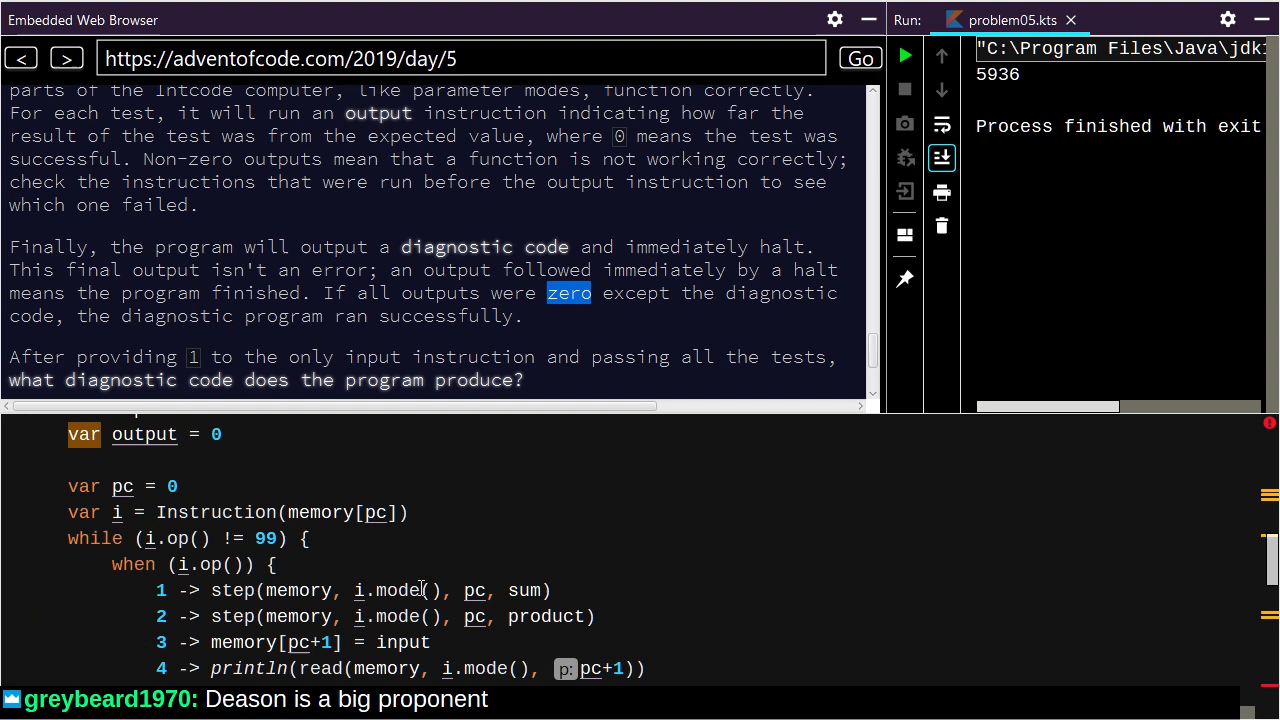 Embedded Web Browser
Run: problem05.kts
< > https://adventofcode.com/2019/day/5 Go
parts of the Intcode computer, like parameter modes, function correctly.
For each test, it will run an output instruction indicating how far the
result of the test was from the expected value, where 0 means the test was
successful. Non-zero outputs mean that a function is not working correctly;
check the instructions that were run before the output instruction to see
which one failed.
Finally, the program will output a diagnostic code and immediately halt.
This final output isn't an error; an output followed immediately by a halt
means the program finished. If all outputs were zero except the diagnostic
code, the diagnostic program ran successfully.
After providing 1 to the only input instruction and passing all the tests,
what diagnostic code does the program produce?
"C:\Program Files\Java\jdk
5936
Process finished with exit
var output = 0
var pc = 0
var i = Instruction(memory[pc])
while (i.op() != 99) {
when (i.op()) {
1 -> step(memory, i.mode(), pc, sum)
2 -> step(memory, i.mode(), pc, product)
3 -> memory[pc+1] = input
4 -> println(read(memory, i.mode(), p: pc+1))
greybeard1970: Deason is a big proponent